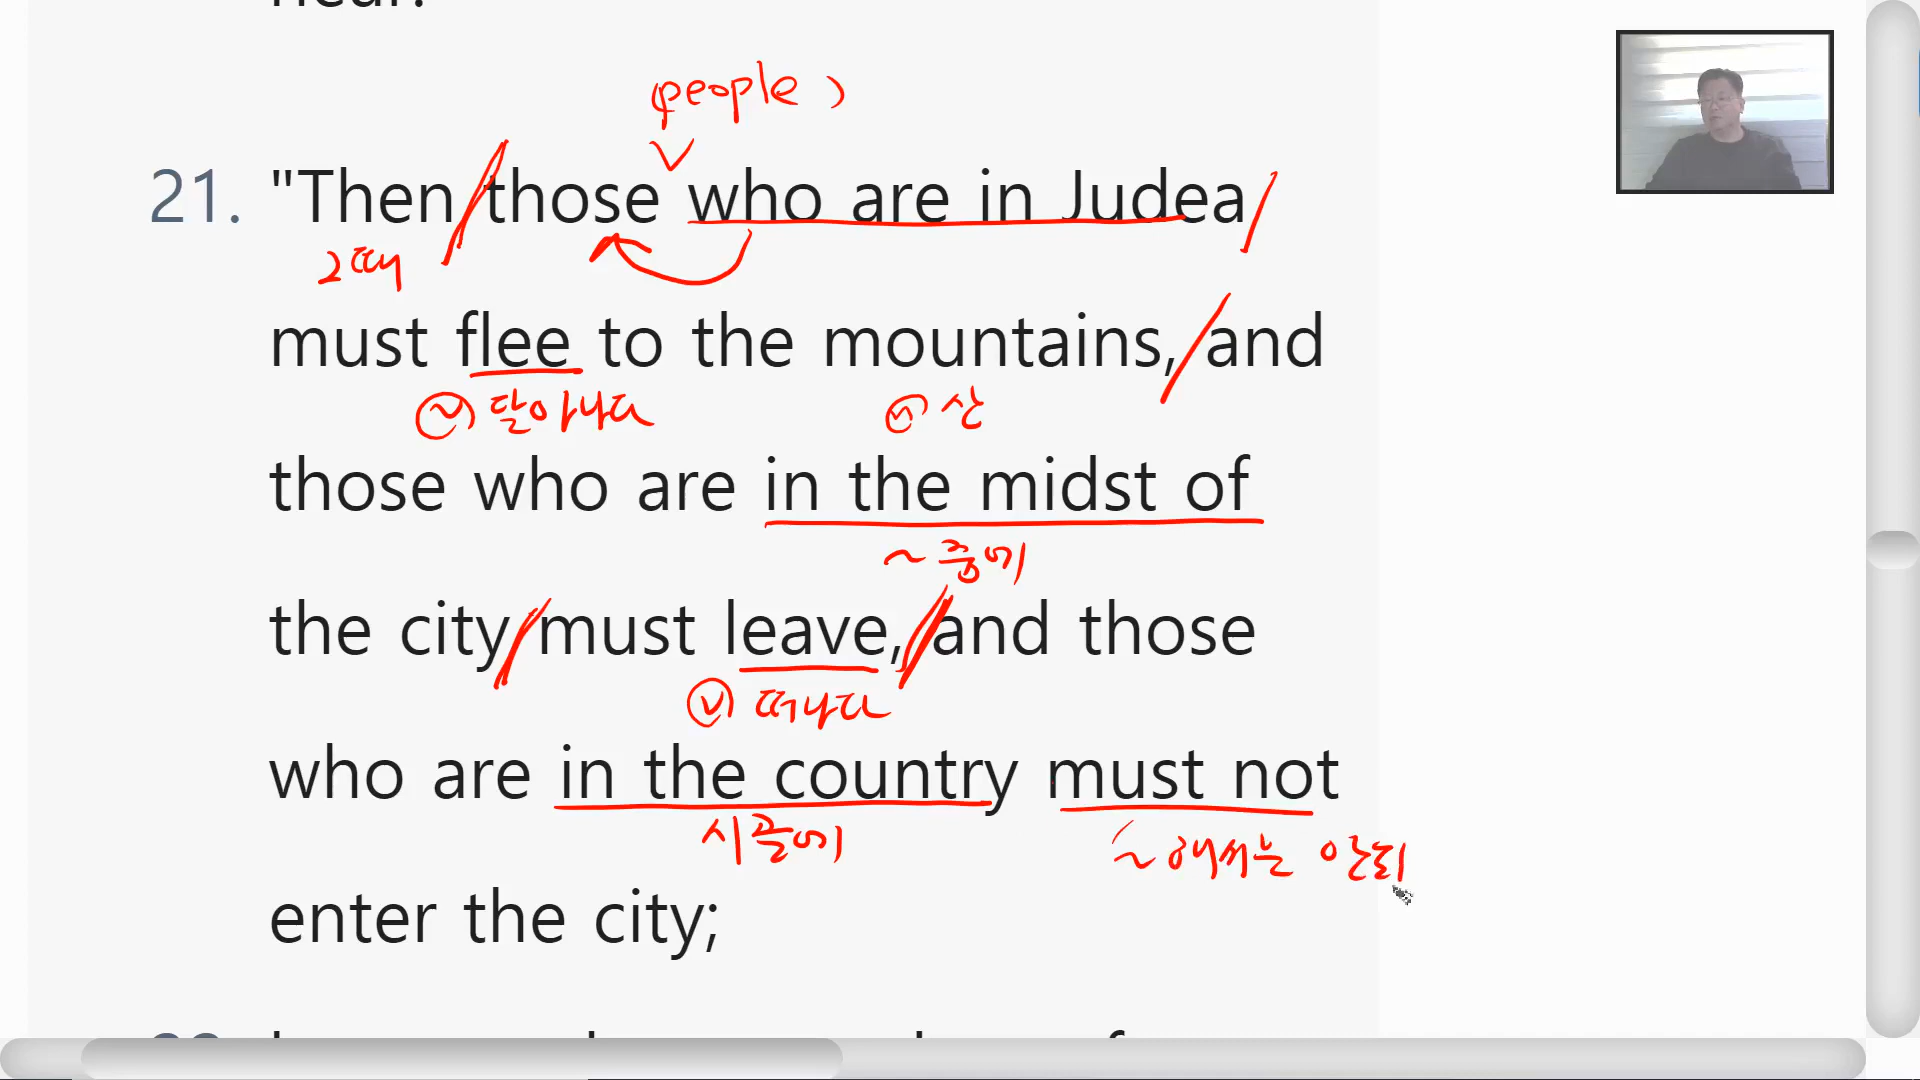 (people)
21. "Then those who are in Judea
그때
must flee to the mountains, and
ⓥ 달아나다 ⓝ 산
those who are in the midst of
~ 중에
the city must leave, and those
ⓥ 떠나다
who are in the country must not
시골에 ~해서는 안되
enter the city;